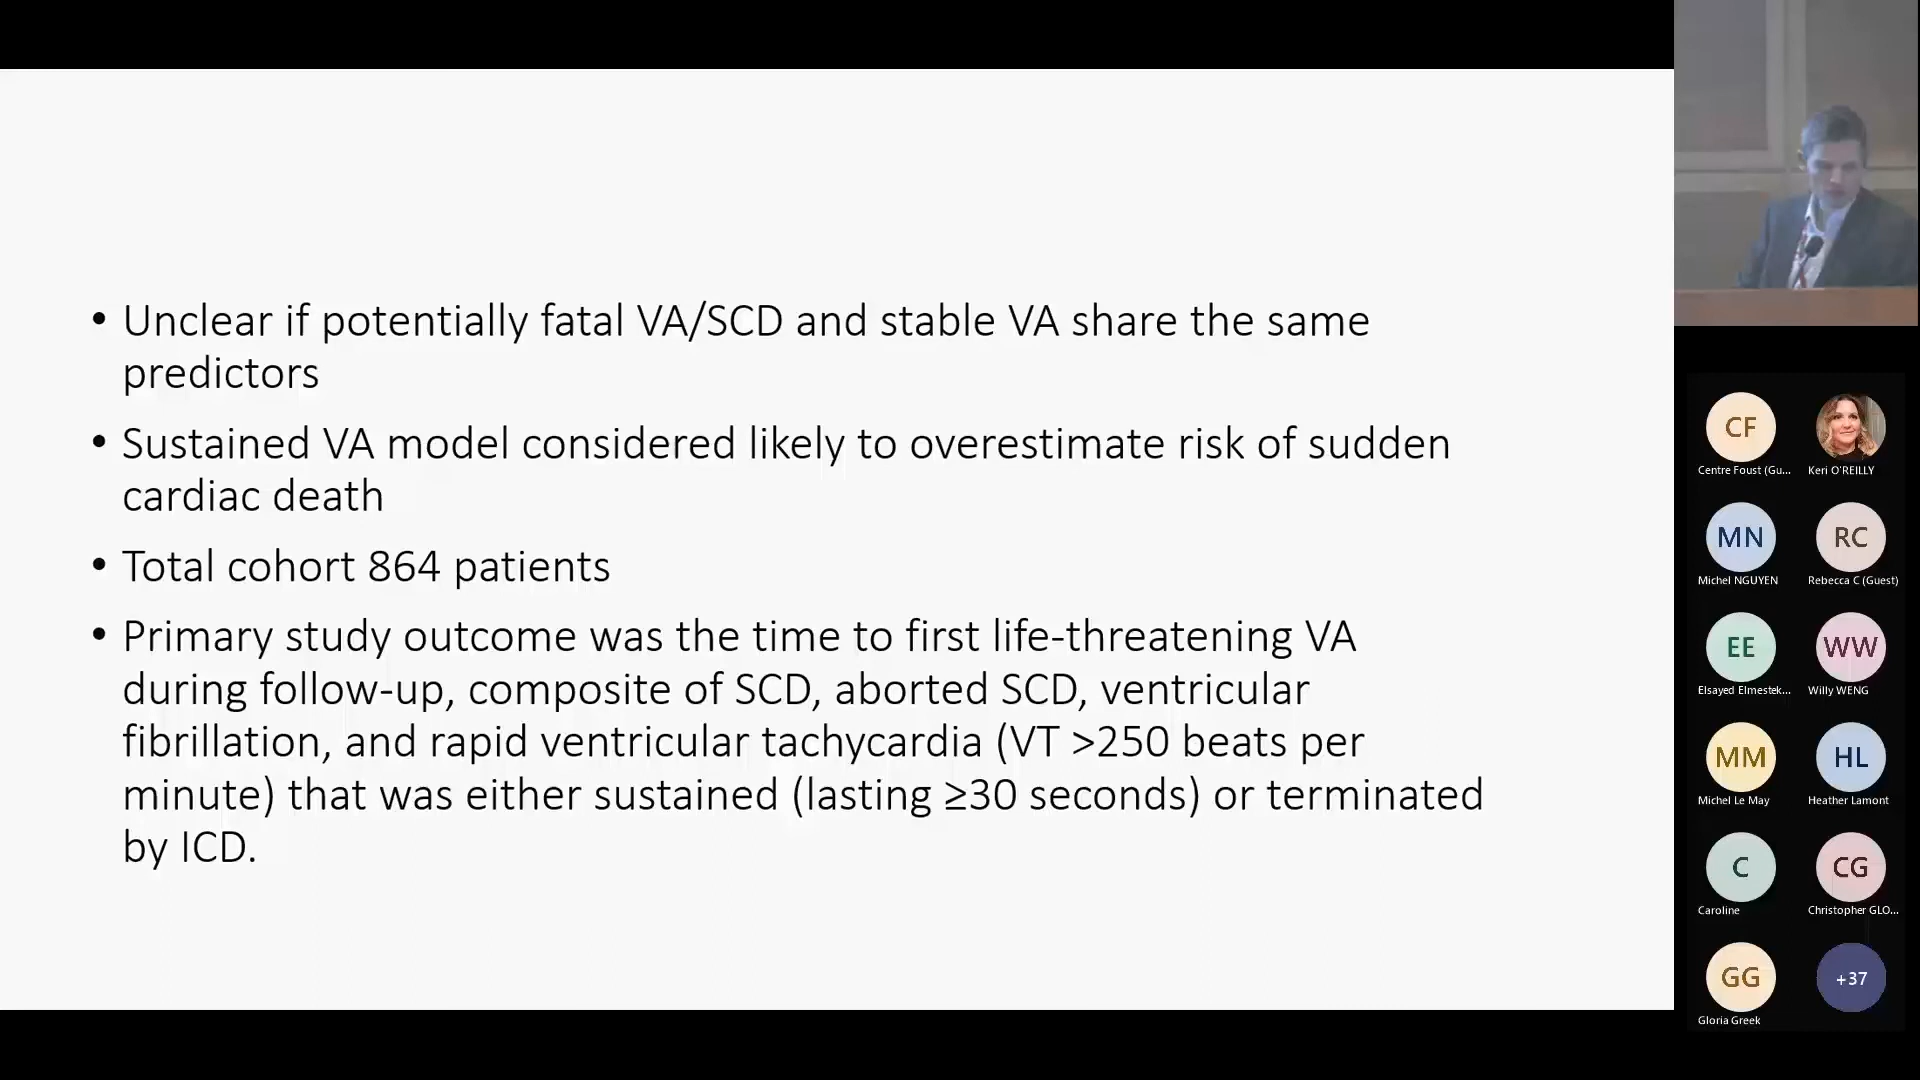 • Unclear if potentially fatal VA/SCD and stable VA share the same
predictors
• Sustained VA model considered likely to overestimate risk of sudden
cardiac death
• Total cohort 864 patients
• Primary study outcome was the time to first life-threatening VA
during follow-up, composite of SCD, aborted SCD, ventricular
fibrillation, and rapid ventricular tachycardia (VT >250 beats per
minute) that was either sustained (lasting ≥30 seconds) or terminated
by ICD.
CF
Centre Foust (Gu...
Keri O'REILLY
MN
Michel NGUYEN
RC
Rebecca C (Guest)
EE
Elsayed Elmestek...
WW
Willy WENG
MM
Michel Le May
HL
Heather Lamont
C
Caroline
CG
Christopher GLO...
GG
Gloria Greek
+37